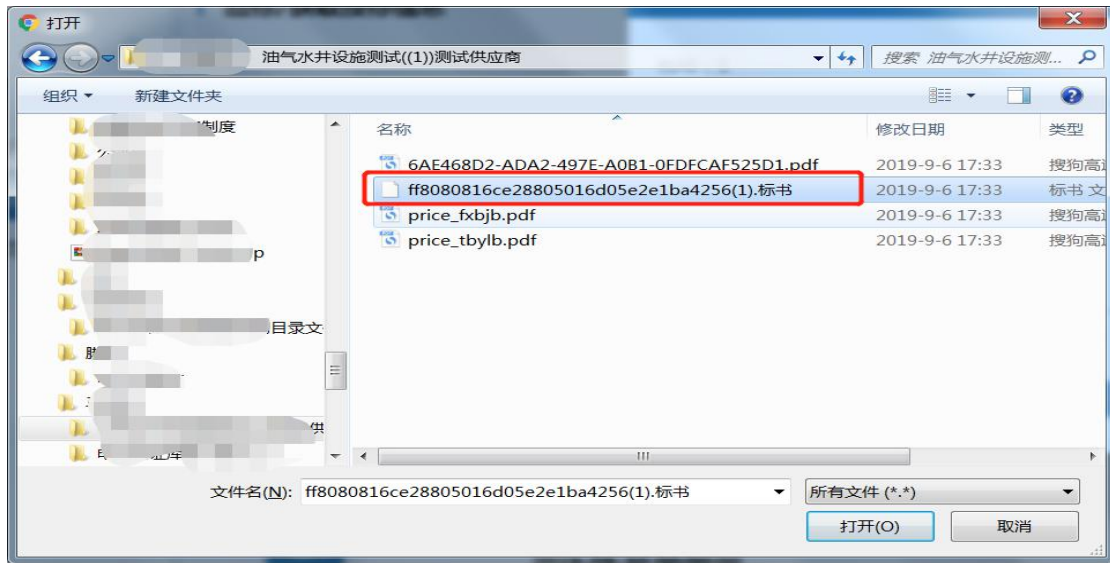 打开
油气水井设施测试((1))测试供应商
搜索 油气水井设施测...
组织
新建文件夹
制度
p
目录文
供
名称
修改日期
类型
6AE468D2-ADA2-497E-A0B1-0FDFCAF525D1.pdf 2019-9-6 17:33 搜狗高
ff8080816ce28805016d05e2e1ba4256(1).标书 2019-9-6 17:33 标书 文
price_fxbjb.pdf 2019-9-6 17:33 搜狗高
price_tbylb.pdf 2019-9-6 17:33 搜狗高
文件名(N): ff8080816ce28805016d05e2e1ba4256(1).标书
所有文件 (*.*)
打开(O)
取消